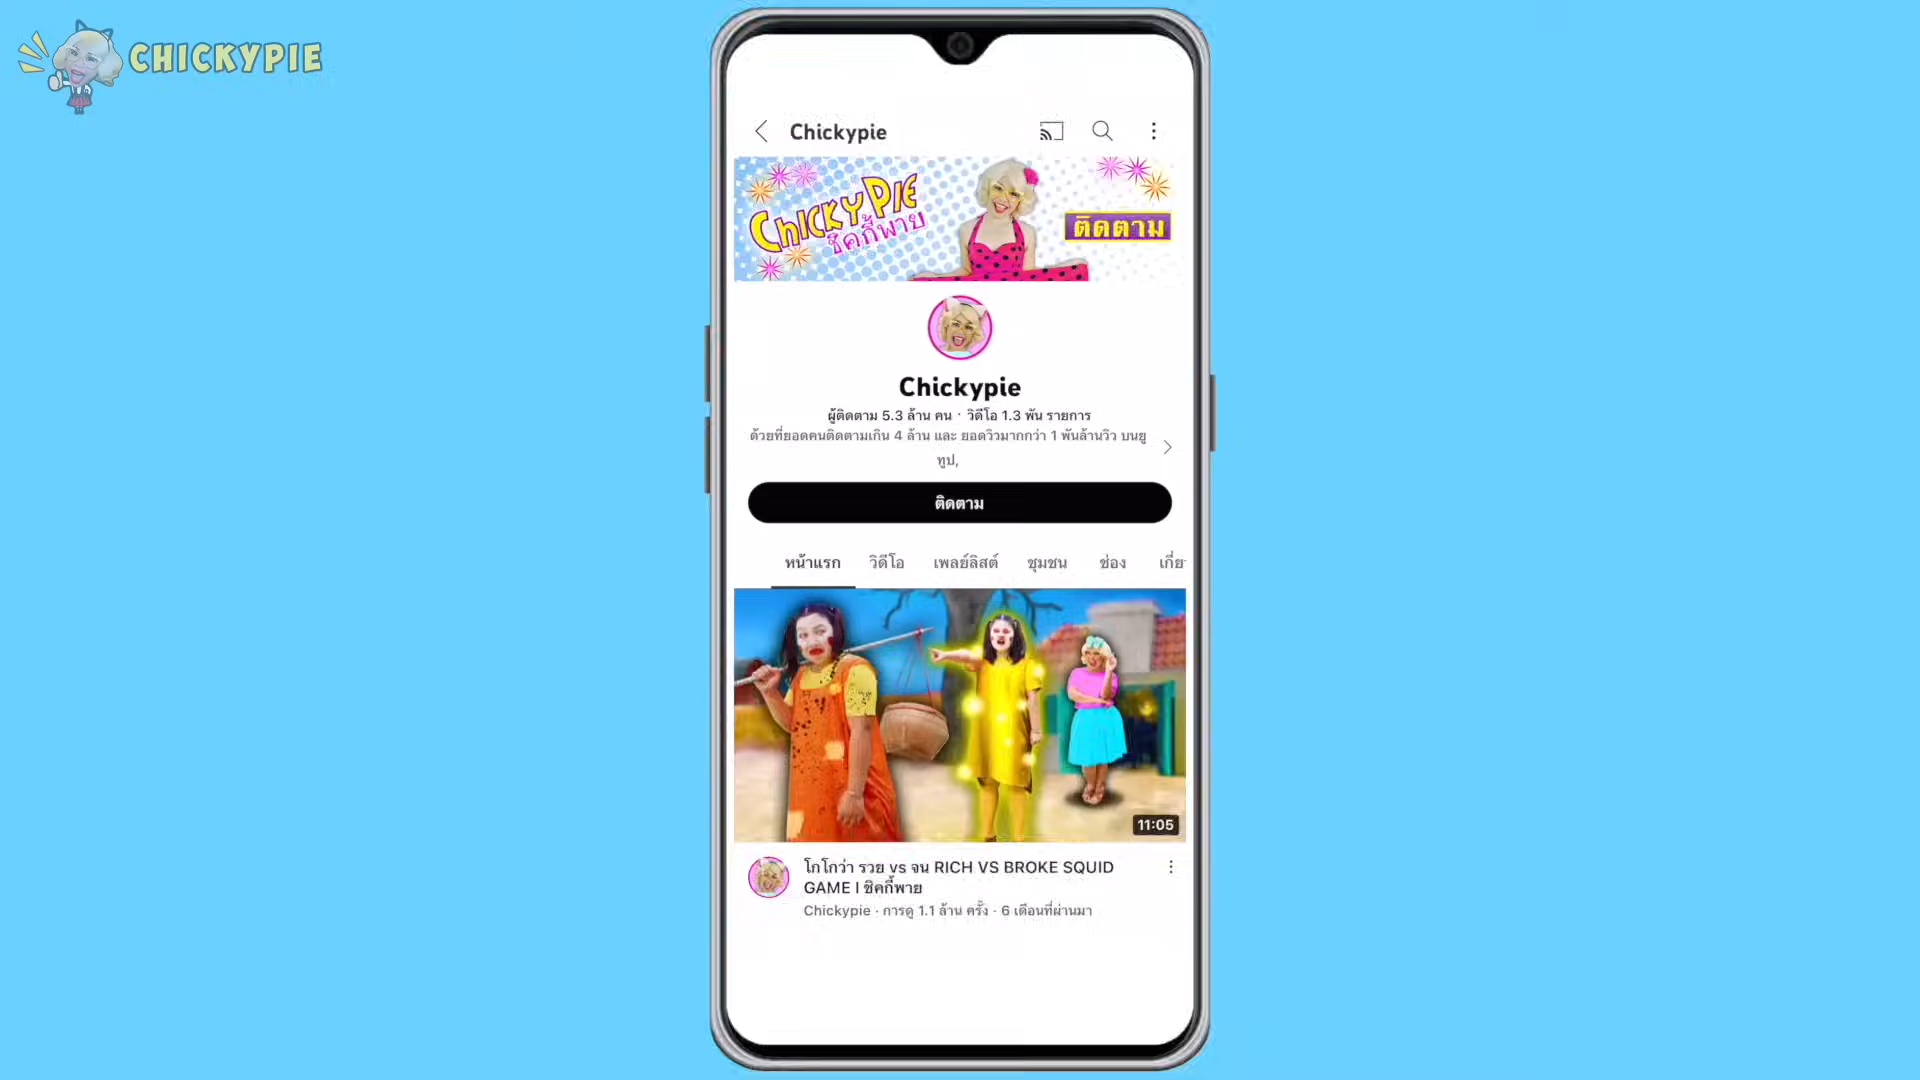 CHICKYPIE
Chickypie
CHICKYPIE
ชิคกี้พาย
ติดตาม
Chickypie
ผู้ติดตาม 5.3 ล้าน คน · วิดีโอ 1.3 พัน รายการ
ด้วยที่ยอดคนติดตามเกิน 4 ล้าน และ ยอดวิวมากกว่า 1 พันล้านวิว บนยู
ทูป,
ติดตาม
หน้าแรก วิดีโอ เพลย์ลิสต์ ชุมชน ช่อง เกี่ย
11:05
โกโกว่า รวย vs จน RICH VS BROKE SQUID
GAME I ชิคกี้พาย
Chickypie · การดู 1.1 ล้าน ครั้ง · 6 เดือนที่ผ่านมา